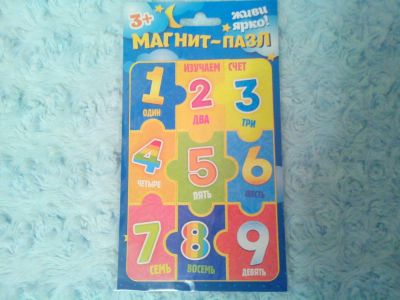 3+
живи
ярко!
МАГНИТ-ПАЗЛ
ИЗУЧАЕМ СЧЕТ
1 2 3
ОДИН ДВА ТРИ
4 5 6
ЧЕТЫРЕ ПЯТЬ ШЕСТЬ
7 8 9
СЕМЬ ВОСЕМЬ ДЕВЯТЬ